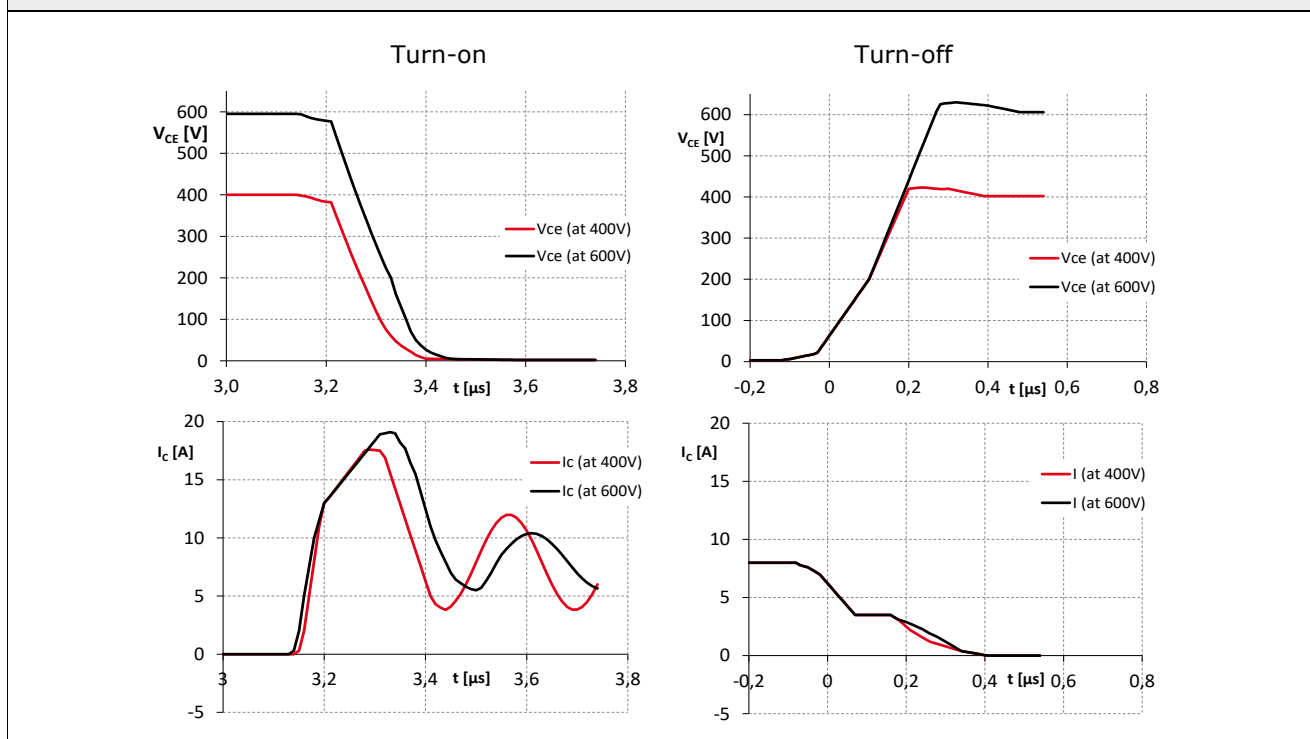 Turn-on
Turn-off
600
V_CE [V]
500
400
300
200
100
0
3,0
3,2
3,4
t [µs]
3,6
3,8
Vce (at 400V)
Vce (at 600V)
600
V_CE [V]
500
400
300
200
100
0
-0,2
0
0,2
0,4
t [µs]
0,6
0,8
Vce (at 400V)
Vce (at 600V)
20
I_C [A]
15
10
5
0
-5
3
3,2
3,4
t [µs]
3,6
3,8
Ic (at 400V)
Ic (at 600V)
20
I_C [A]
15
10
5
0
-5
-0,2
0
0,2
0,4
t [µs]
0,6
0,8
I (at 400V)
I (at 600V)